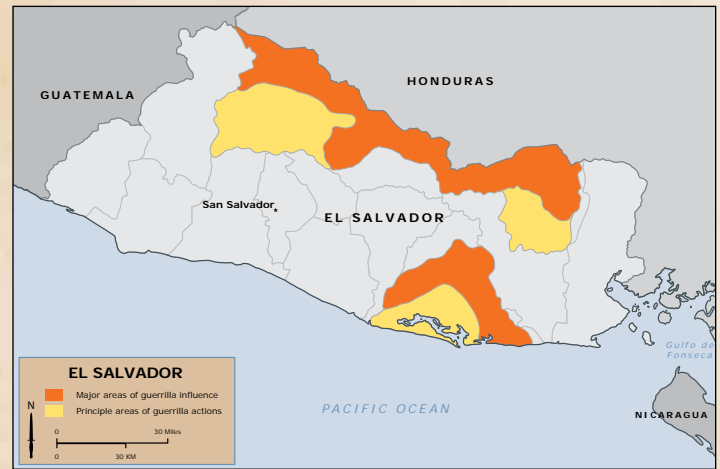 HONDURAS
GUATEMALA
San Salvador
EL SALVADOR
Gulfo de
Fonseca
EL SALVADOR
Major areas of guerrilla influence
Principle areas of guerrilla actions
N
0 30 Miles
0 30 KM
PACIFIC OCEAN
NICARAGUA